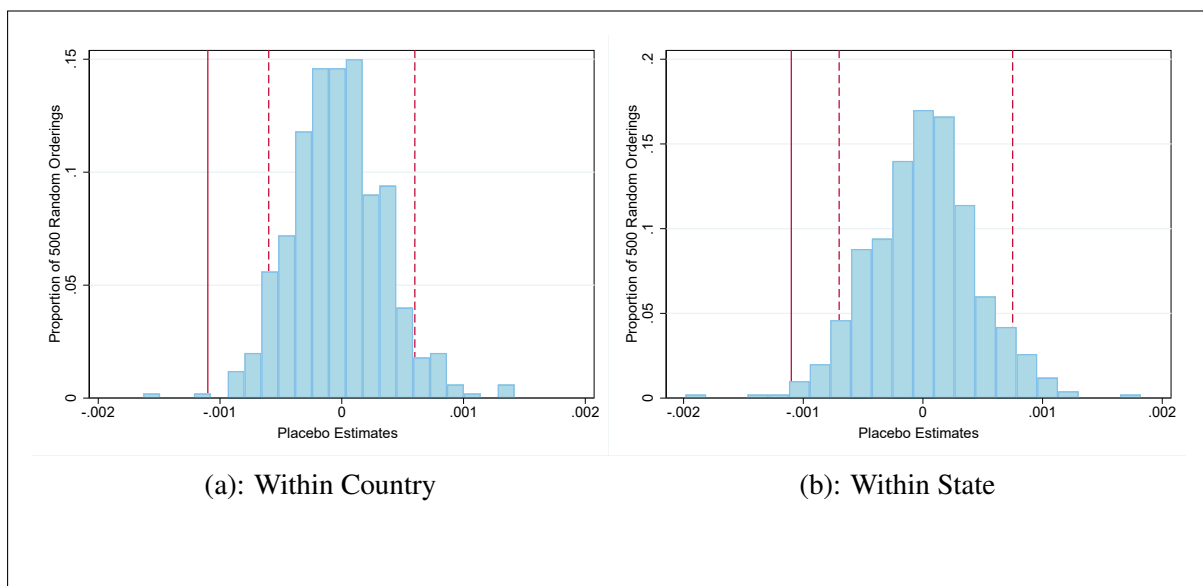 Proportion of 500 Random Orderings
.15
.1
.05
0
-.002 -.001 0 .001 .002
Placebo Estimates
(a): Within Country
Proportion of 500 Random Orderings
.2
.15
.1
.05
0
-.002 -.001 0 .001 .002
Placebo Estimates
(b): Within State